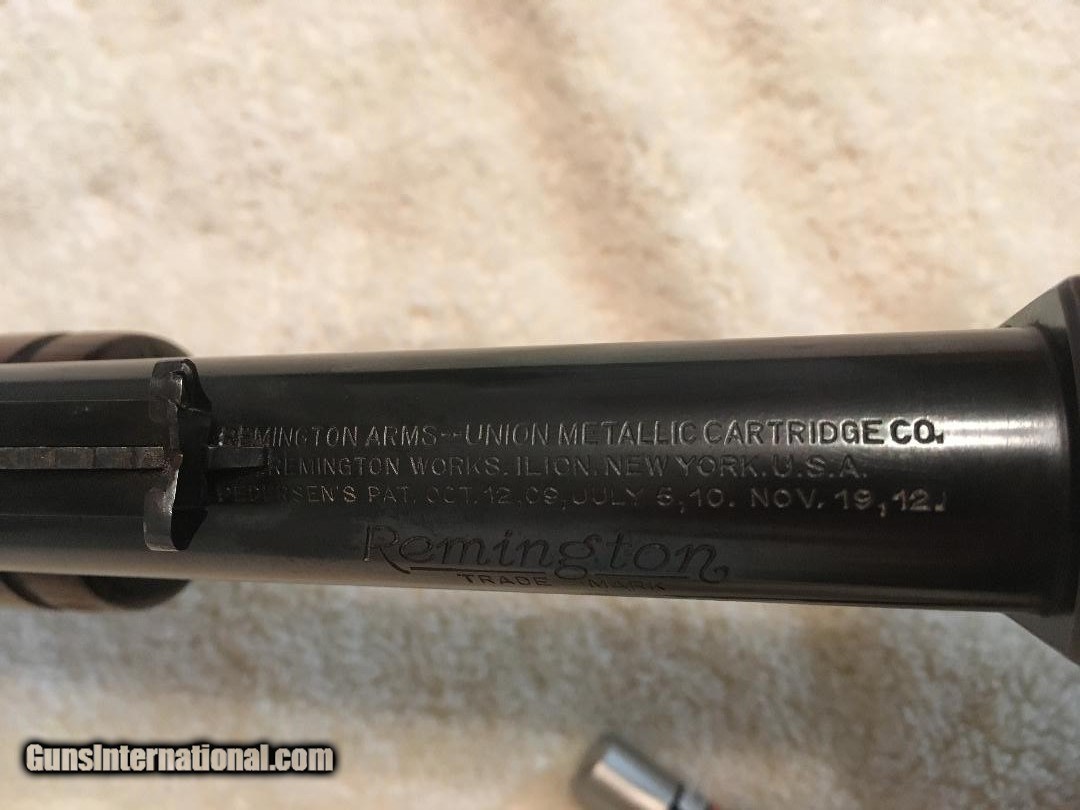 REMINGTON ARMS--UNION METALLIC CARTRIDGE CO.
REMINGTON WORKS. ILION. NEW YORK. U.S.A.
PEDERSEN'S PAT. OCT. 12.09, JULY 5,10. NOV. 19,12.
Remington
TRADE MARK
GunsInternational.com